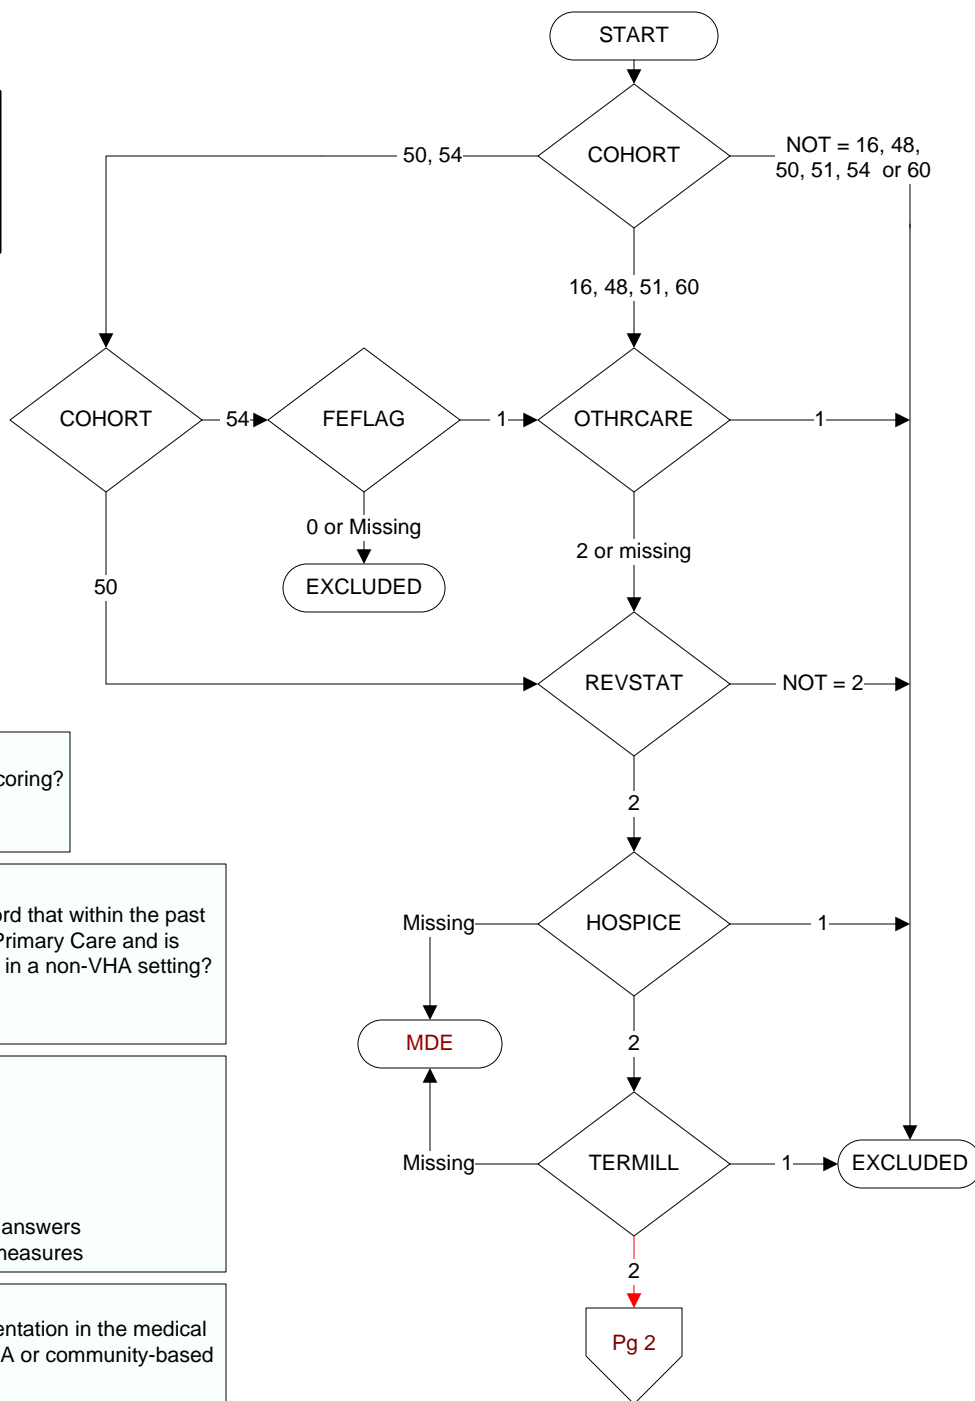 START
COHORT
50, 54
NOT = 16, 48,
50, 51, 54 or 60
16, 48, 51, 60
COHORT
54
FEFLAG
1
OTHRCARE
1
0 or Missing
EXCLUDED
2 or missing
50
REVSTAT
NOT = 2
coring?
2
ord that within the past
Primary Care and is
in a non-VHA setting?
Missing
HOSPICE
1
MDE
2
Missing
TERMILL
1
EXCLUDED
answers
measures
2
entation in the medical
A or community-based
Pg 2